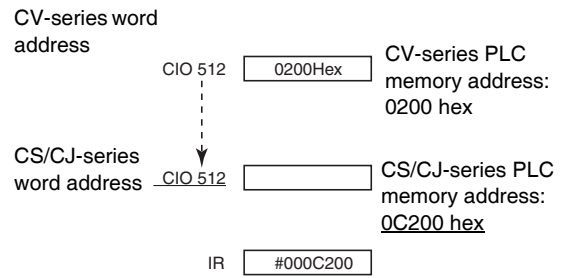 CV-series word
address
CIO 512
0200Hex
CV-series PLC
memory address:
0200 hex
CS/CJ-series
word address
CIO 512
CS/CJ-series PLC
memory address:
0C200 hex
IR
#000C200